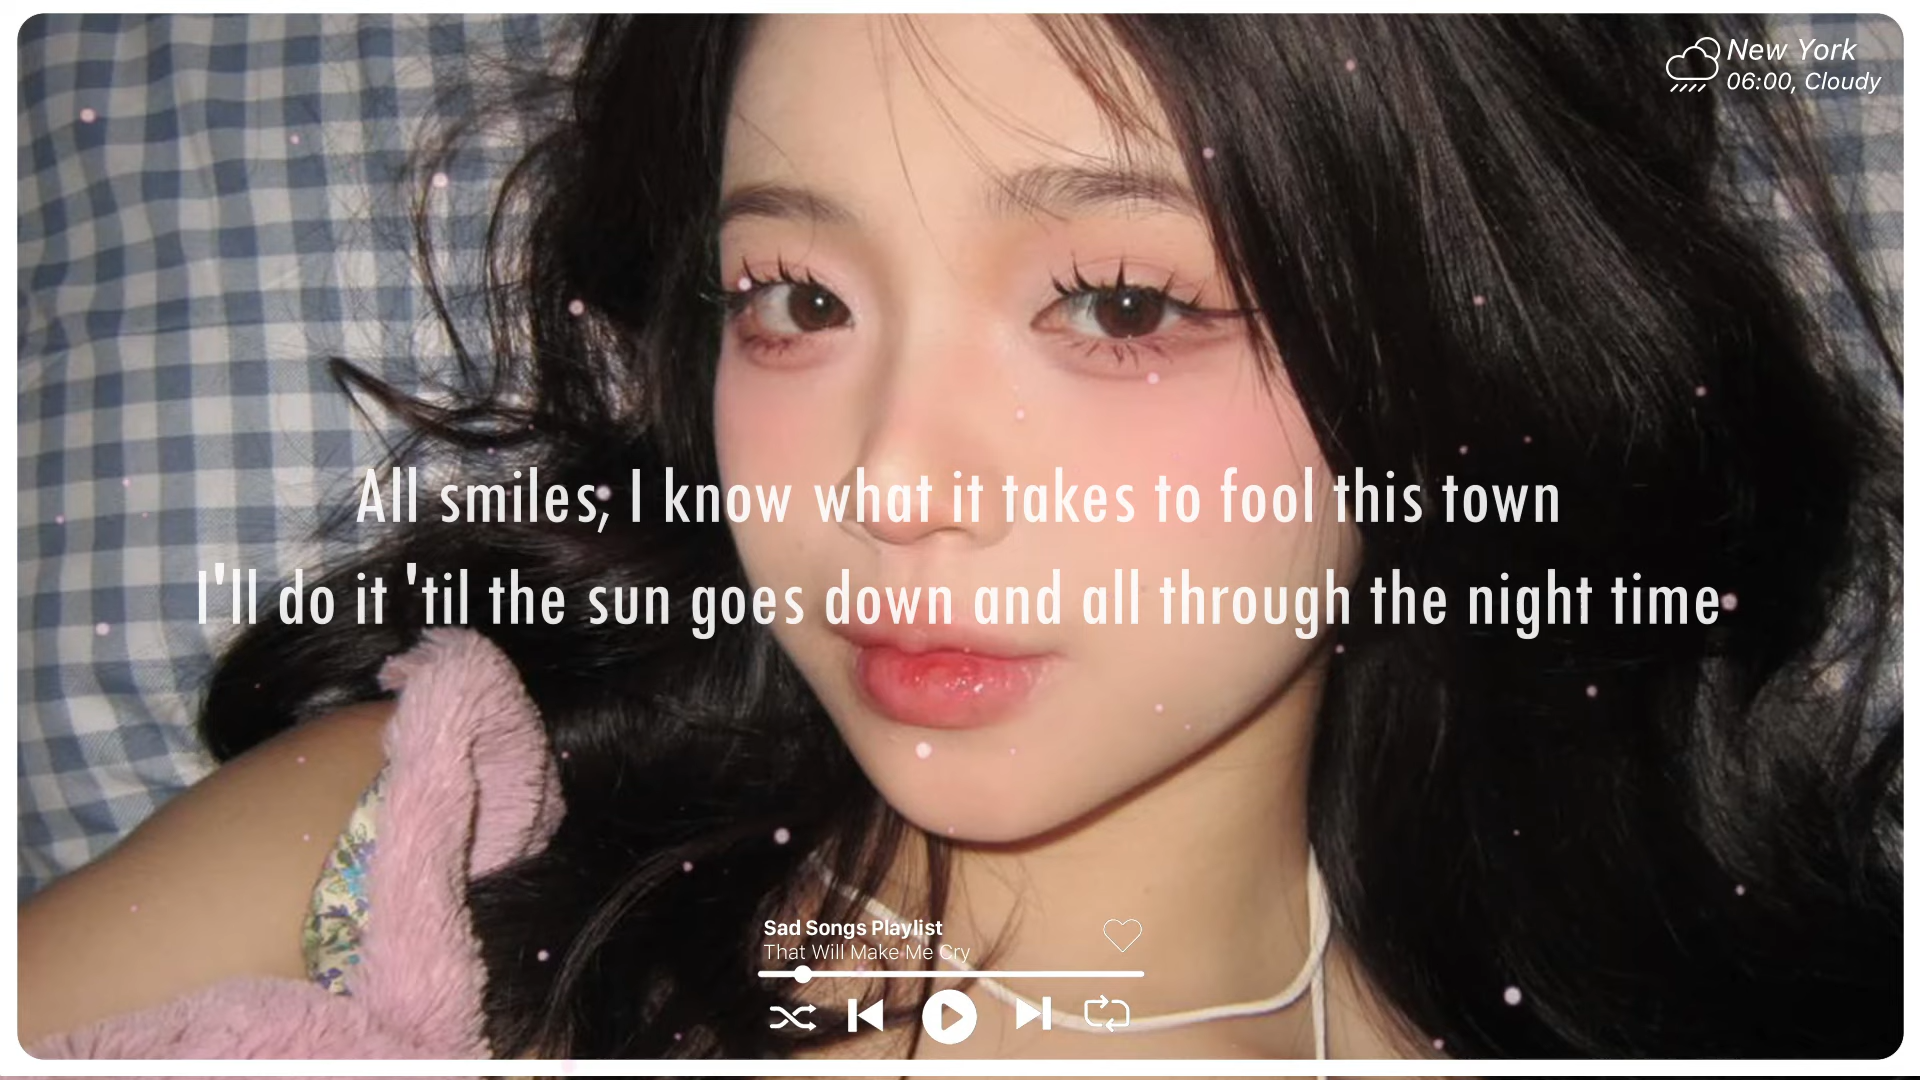 New York
06:00, Cloudy
All smiles, I know what it takes to fool this town
I'll do it 'til the sun goes down and all through the night time
Sad Songs Playlist
That Will Make Me Cry